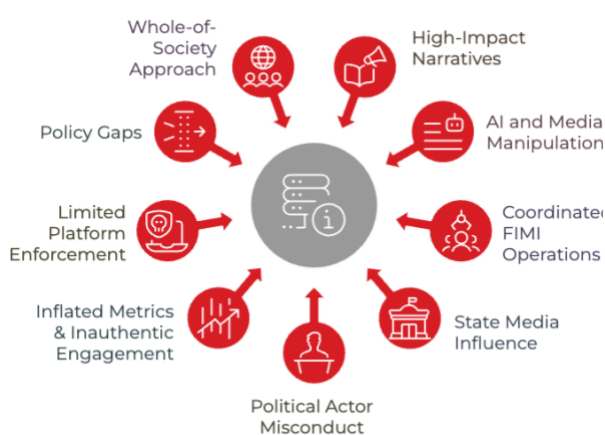 Whole-of-
Society
Approach
High-Impact
Narratives
Policy Gaps
AI and Media
Manipulation
Limited
Platform
Enforcement
Coordinated
FIMI
Operations
Inflated Metrics
& Inauthentic
Engagement
State Media
Influence
Political Actor
Misconduct
i